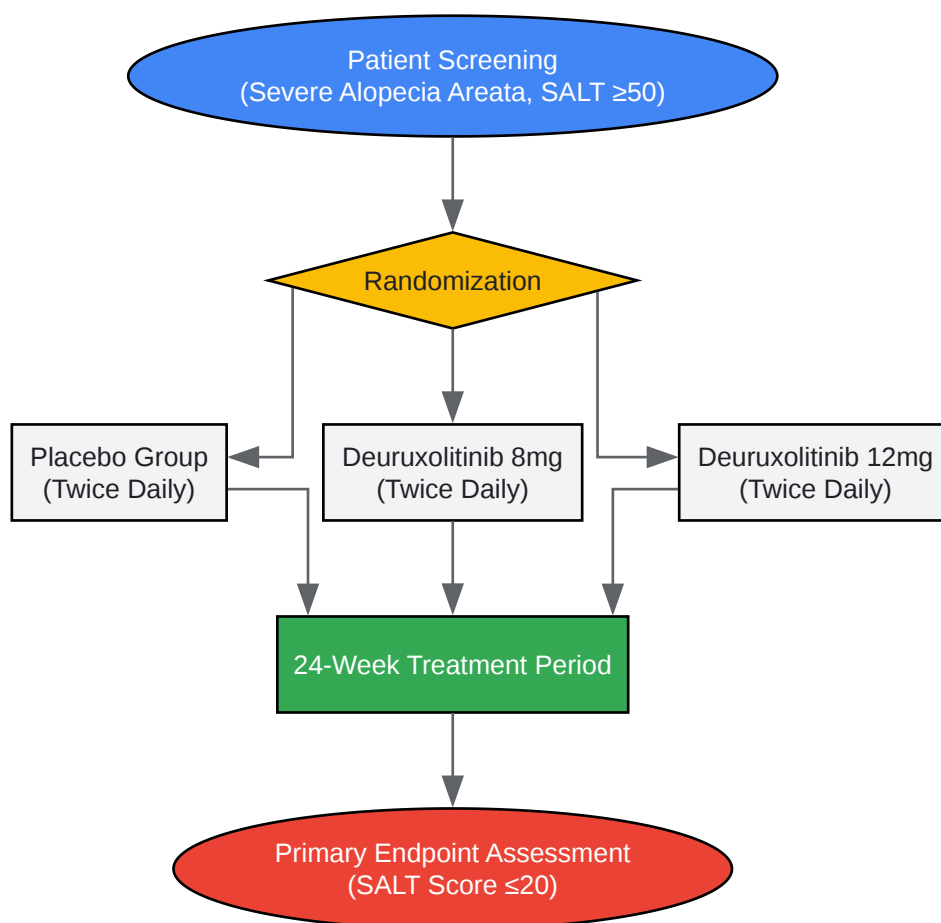 Patient Screening
(Severe Alopecia Areata, SALT ≥50)
Randomization
Placebo Group
(Twice Daily)
Deuruxolitinib 8mg
(Twice Daily)
Deuruxolitinib 12mg
(Twice Daily)
24-Week Treatment Period
Primary Endpoint Assessment
(SALT Score ≤20)